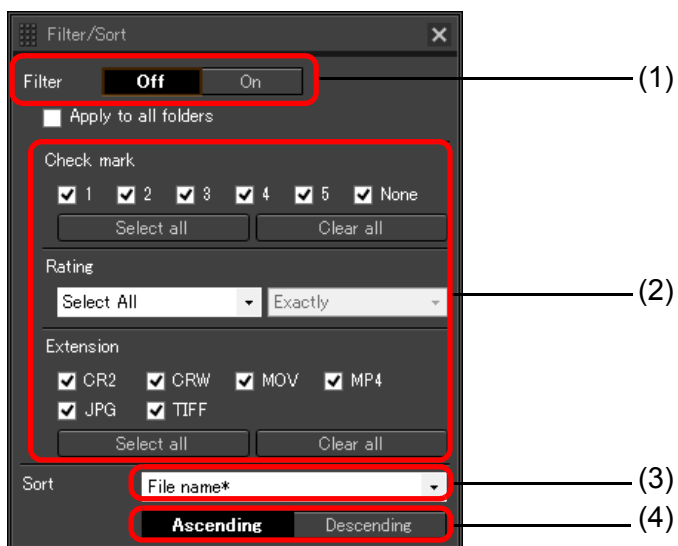 Filter/Sort
Filter Off On (1)
Apply to all folders
Check mark
1 2 3 4 5 None
Select all Clear all
Rating
(2)
Select All Exactly
Extension
CR2 CRW MOV MP4
JPG TIFF
Select all Clear all
Sort File name* (3)
Ascending Descending (4)